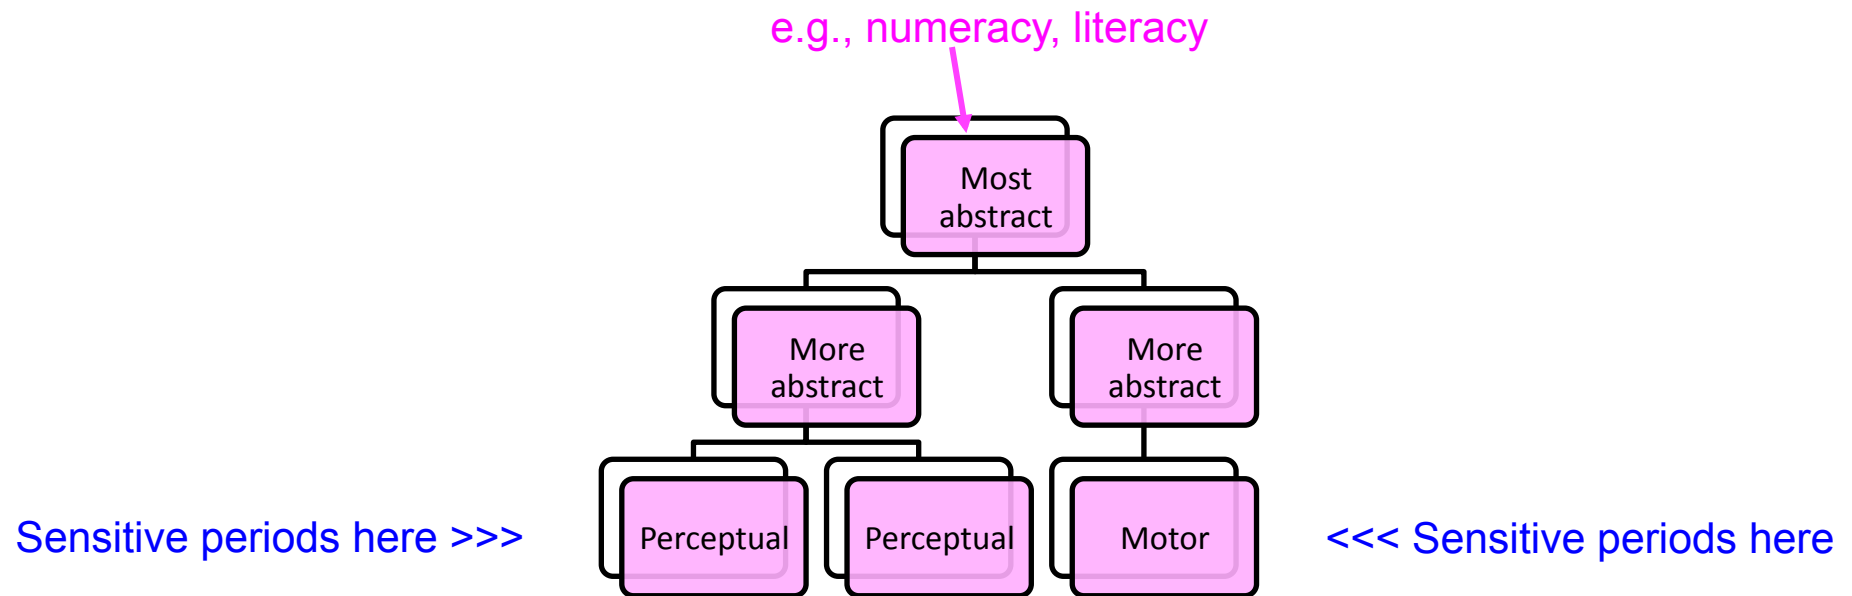 e.g., numeracy, literacy
Most
abstract
More
abstract
More
abstract
Sensitive periods here >>>
Perceptual
Perceptual
Motor
<<< Sensitive periods here